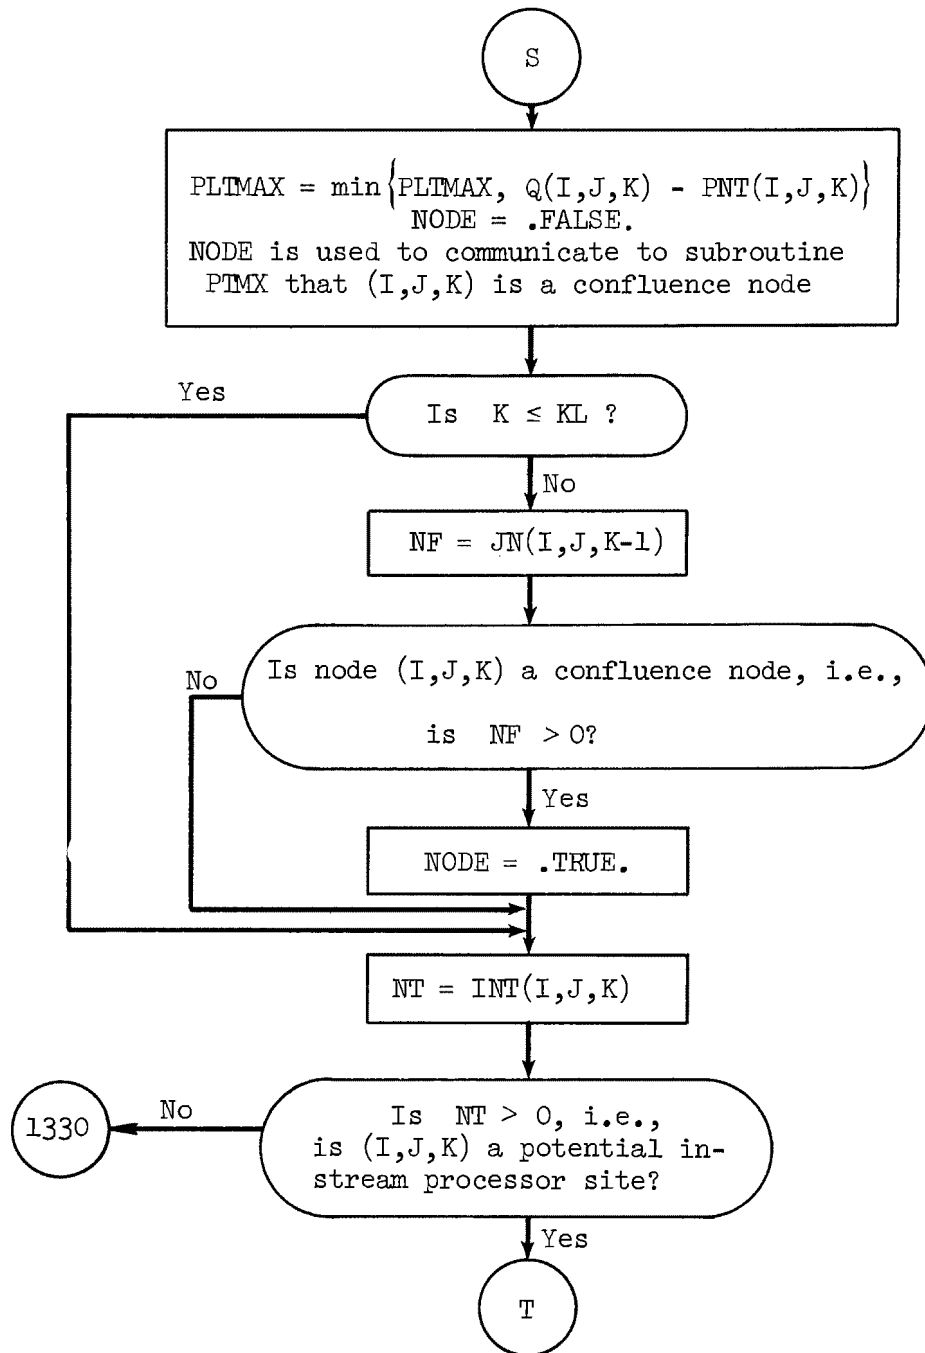 S
PLTMAX = min{PLTMAX, Q(I,J,K) - PNT(I,J,K)}
NODE = .FALSE.
NODE is used to communicate to subroutine
PTMX that (I,J,K) is a confluence node
Yes
Is K ≤ KL ?
No
NF = JN(I,J,K-1)
Is node (I,J,K) a confluence node, i.e.,
No
is NF > 0?
Yes
NODE = .TRUE.
NT = INT(I,J,K)
No
1330
Is NT > 0, i.e.,
is (I,J,K) a potential in-
stream processor site?
Yes
T